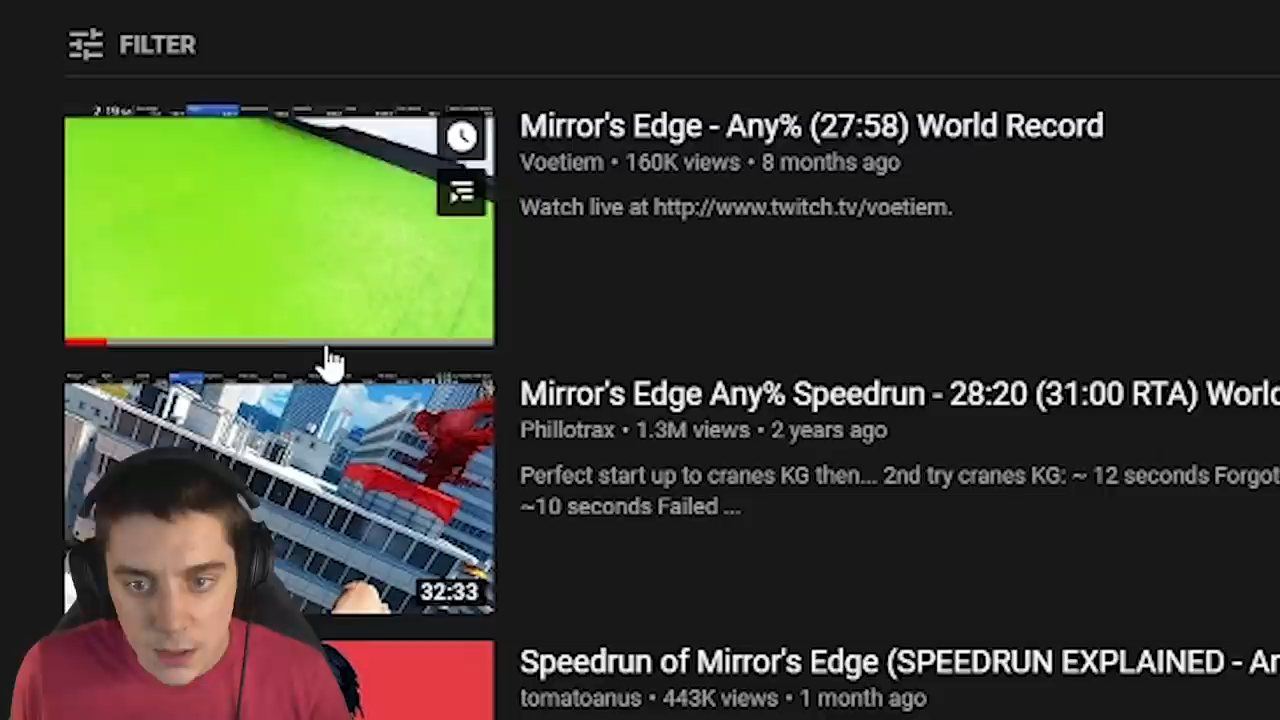 FILTER
Mirror's Edge - Any% (27:58) World Record
Voetiem • 160K views • 8 months ago
Watch live at http://www.twitch.tv/voetiem.
Mirror's Edge Any% Speedrun - 28:20 (31:00 RTA) World
Phillotrax • 1.3M views • 2 years ago
Perfect start up to cranes KG then... 2nd try cranes KG: ~ 12 seconds Forgot
~10 seconds Failed ...
32:33
Speedrun of Mirror's Edge (SPEEDRUN EXPLAINED - An
tomatoanus • 443K views • 1 month ago